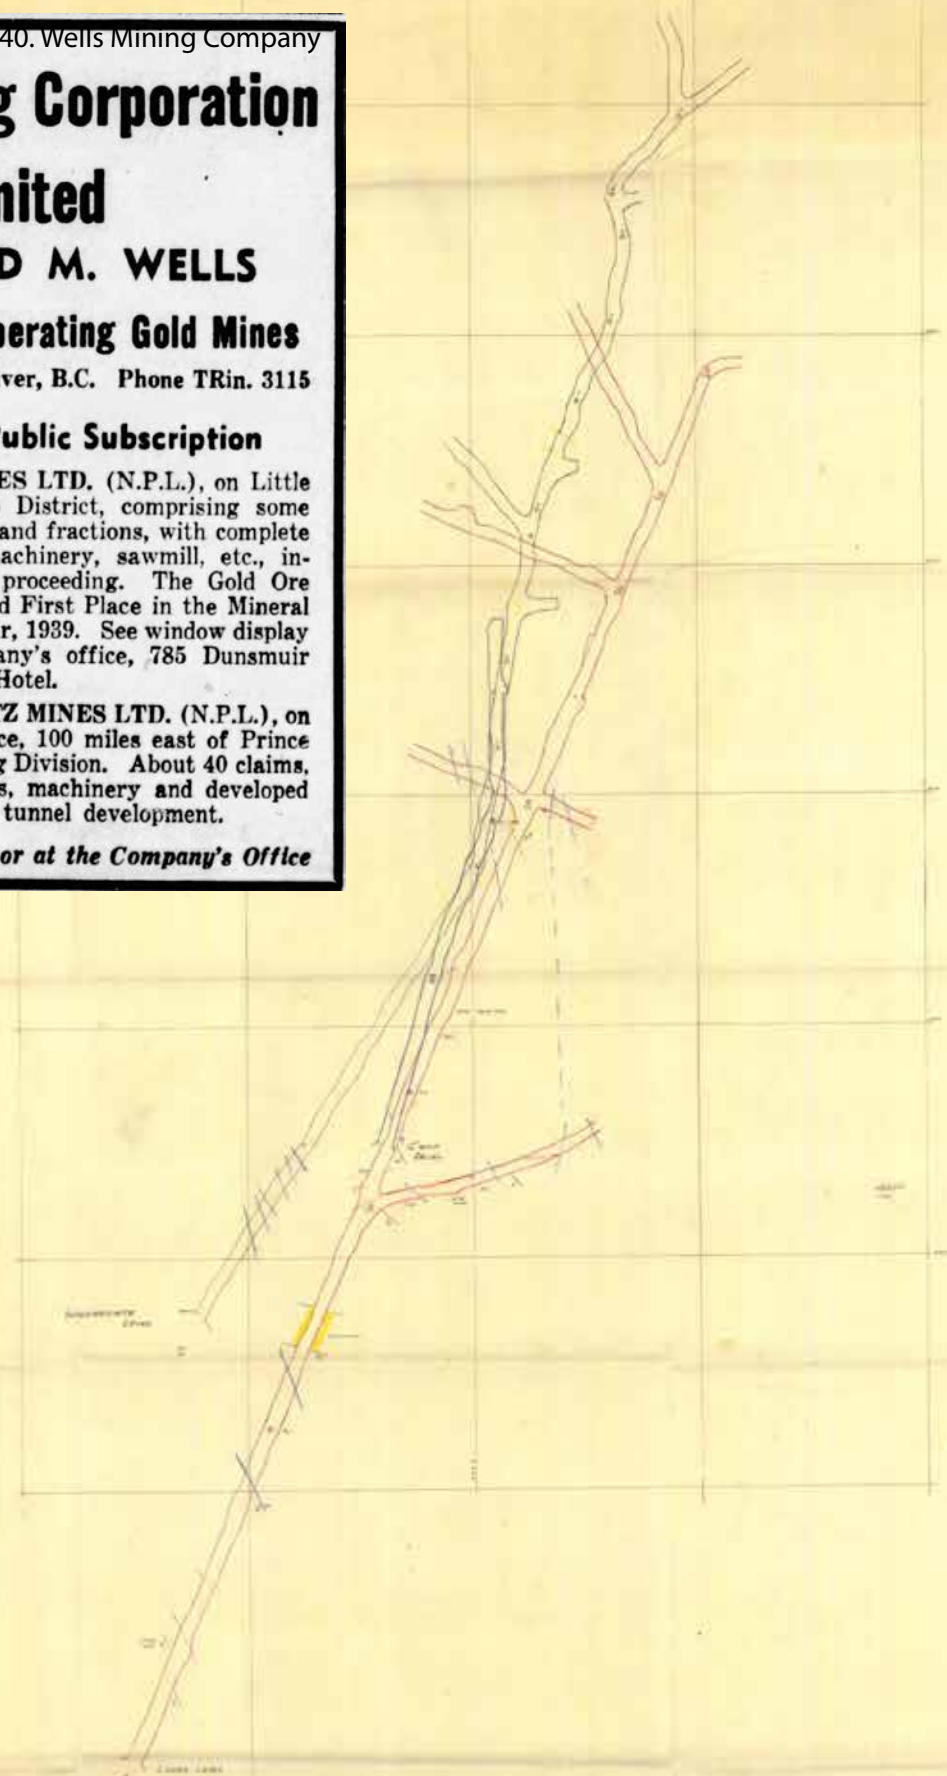 40. Wells Mining Company
g Corporation
nited
D M. WELLS
perating Gold Mines
ver, B.C. Phone TRin. 3115
Public Subscription
ES LTD. (N.P.L.), on Little
District, comprising some
and fractions, with complete
achinery, sawmill, etc., in-
proceeding. The Gold Ore
d First Place in the Mineral
r, 1939. See window display
any's office, 785 Dunsmuir
Hotel.
TZ MINES LTD. (N.P.L.), on
ce, 100 miles east of Prince
g Division. About 40 claims,
s, machinery and developed
tunnel development.
or at the Company's Office